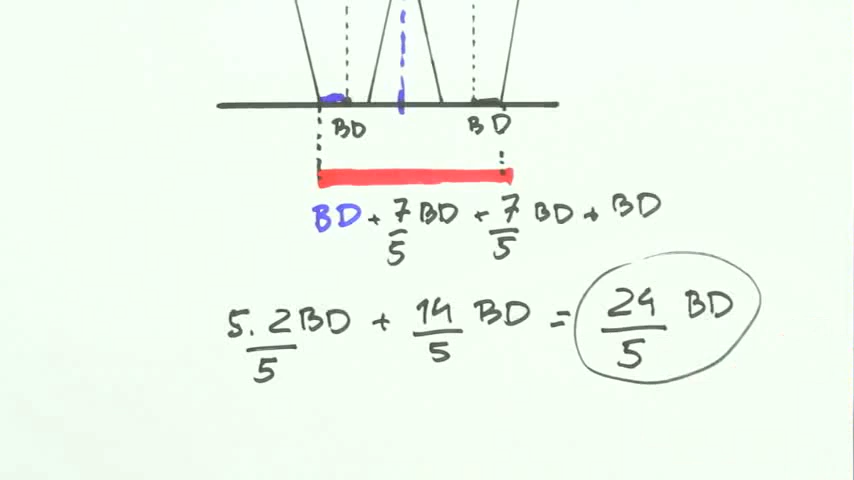 BD BD
BD + 7/5 BD + 7/5 BD + BD
5.2BD/5 + 14/5 BD = 24/5 BD